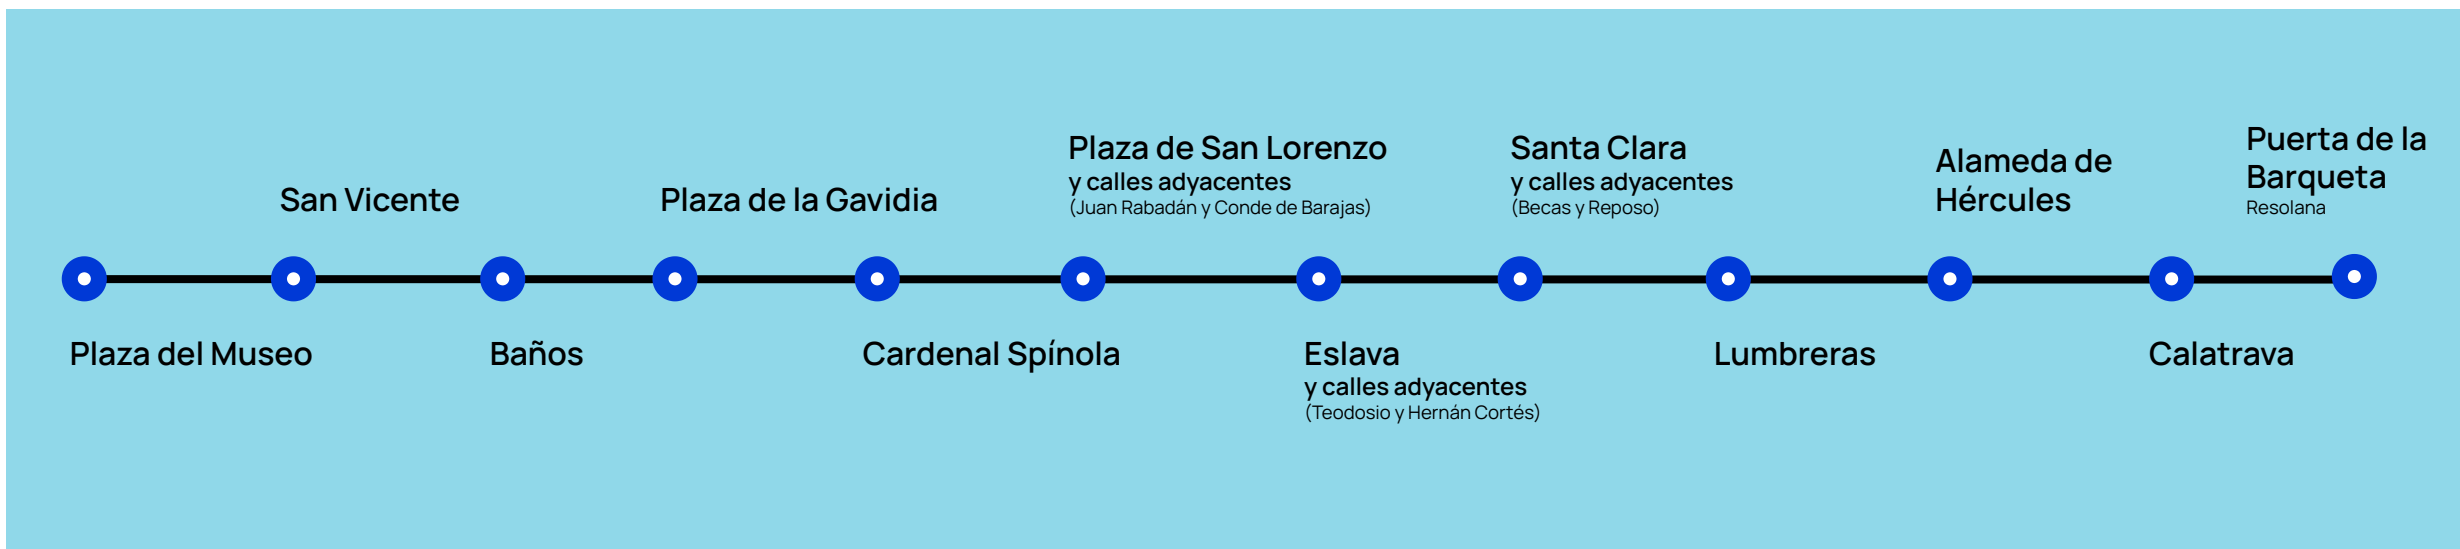 Plaza del Museo
San Vicente
Baños
Plaza de la Gavidia
Cardenal Spínola
Plaza de San Lorenzo
y calles adyacentes
(Juan Rabadán y Conde de Barajas)
Eslava
y calles adyacentes
(Teodosio y Hernán Cortés)
Santa Clara
y calles adyacentes
(Becas y Reposo)
Lumbreras
Alameda de
Hércules
Calatrava
Puerta de la
Barqueta
Resolana